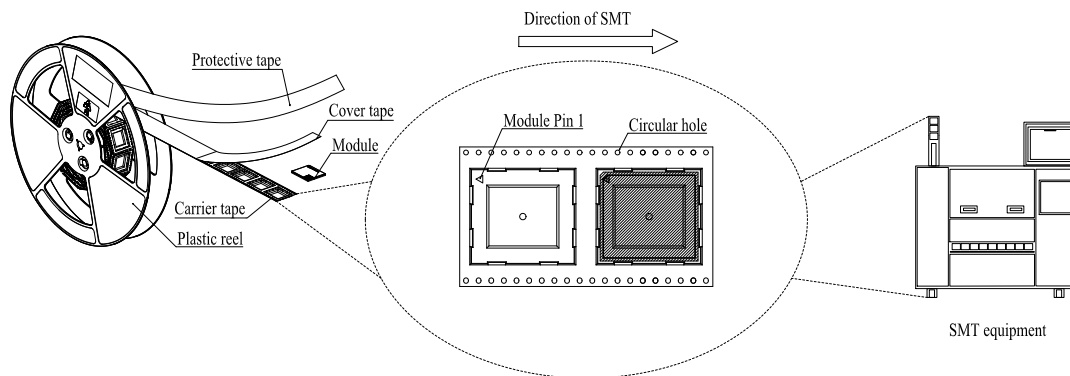 Direction of SMT
Protective tape
Cover tape
Module
Carrier tape
Plastic reel
Module Pin 1
Circular hole
SMT equipment